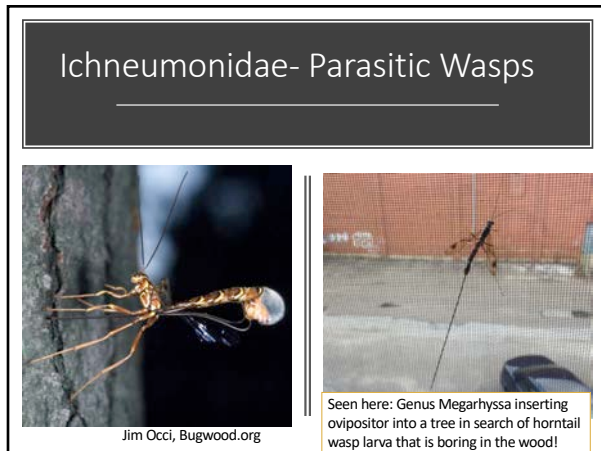 Ichneumonidae- Parasitic Wasps
Jim Occi, Bugwood.org
Seen here: Genus Megarhyssa inserting
ovipositor into a tree in search of horntail
wasp larva that is boring in the wood!